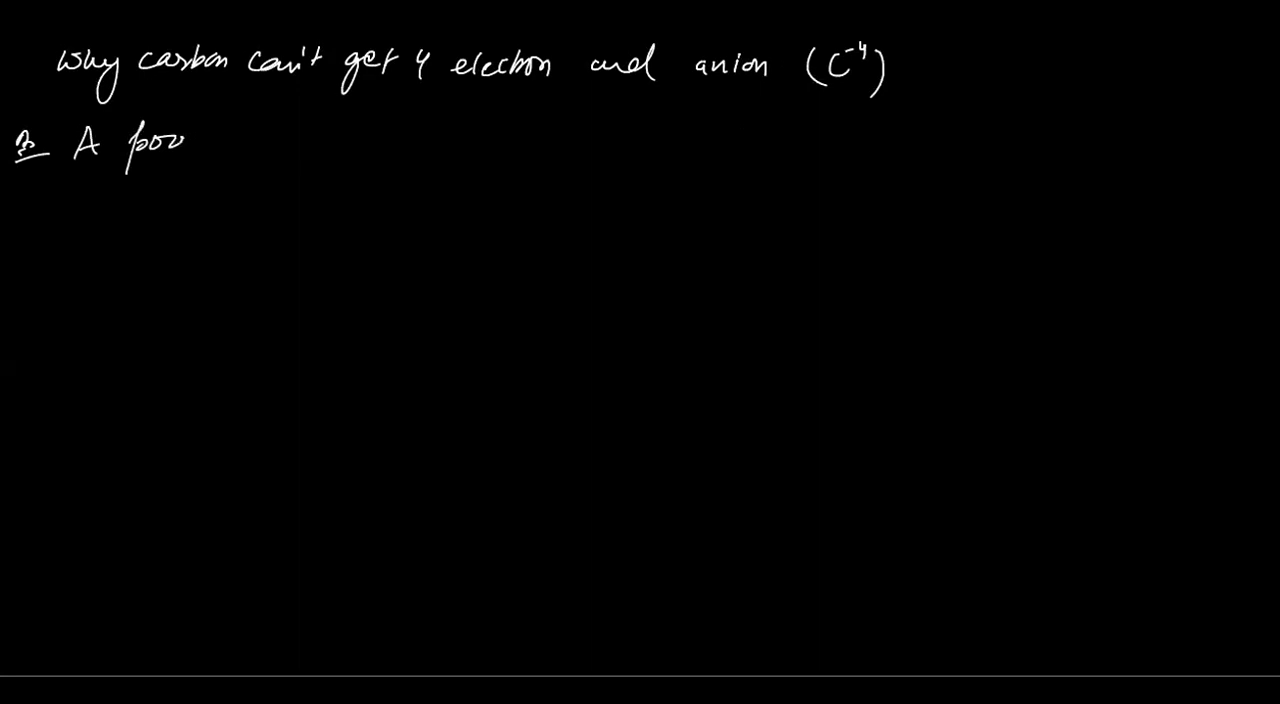 Why carbon can't get 4 electron and anion (C⁻⁴)
A poo